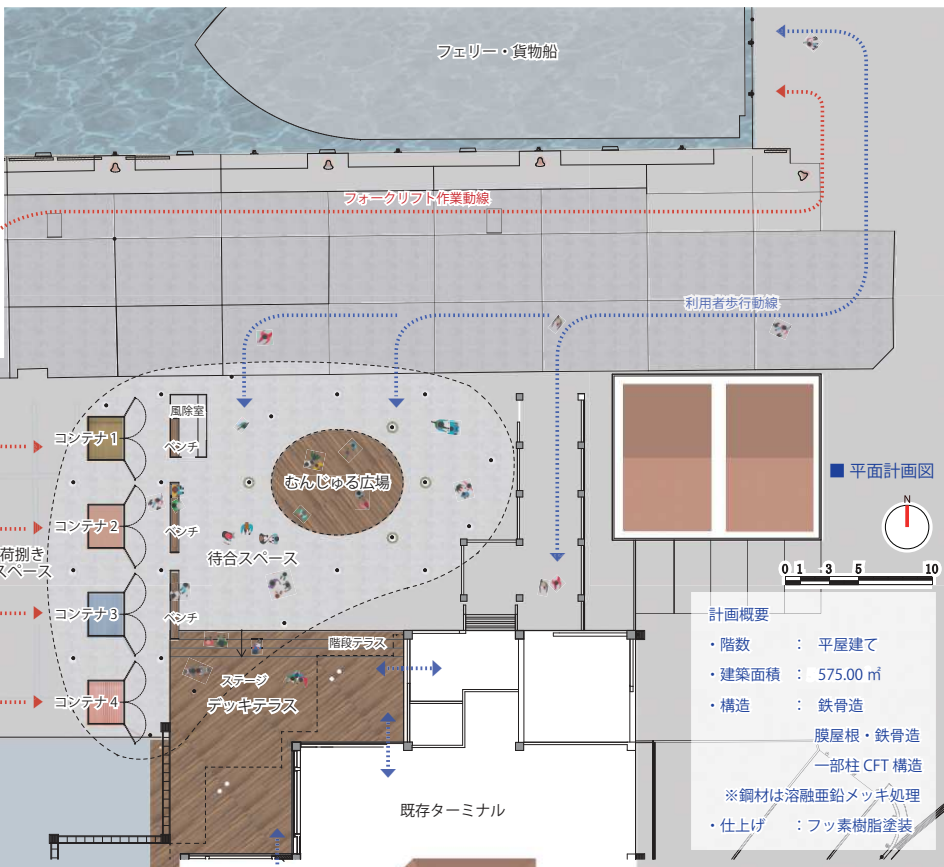 フェリー・貨物船
フォークリフト作業動線
利用者歩行動線
風除室
コンテナ 1
ベンチ
むんじゅる広場
■ 平面計画図
N
コンテナ 2
ベンチ
荷捌き
スペース
待合スペース
0 1 3 5 10
コンテナ 3
ベンチ
計画概要
・階数 ： 平屋建て
・建築面積 ： 575.00 ㎡
・構造 ： 鉄骨造
膜屋根・鉄骨造
一部柱 CFT 構造
※鋼材は溶融亜鉛メッキ処理
・仕上げ ：フッ素樹脂塗装
階段テラス
ステージ
デッキテラス
コンテナ 4
既存ターミナル